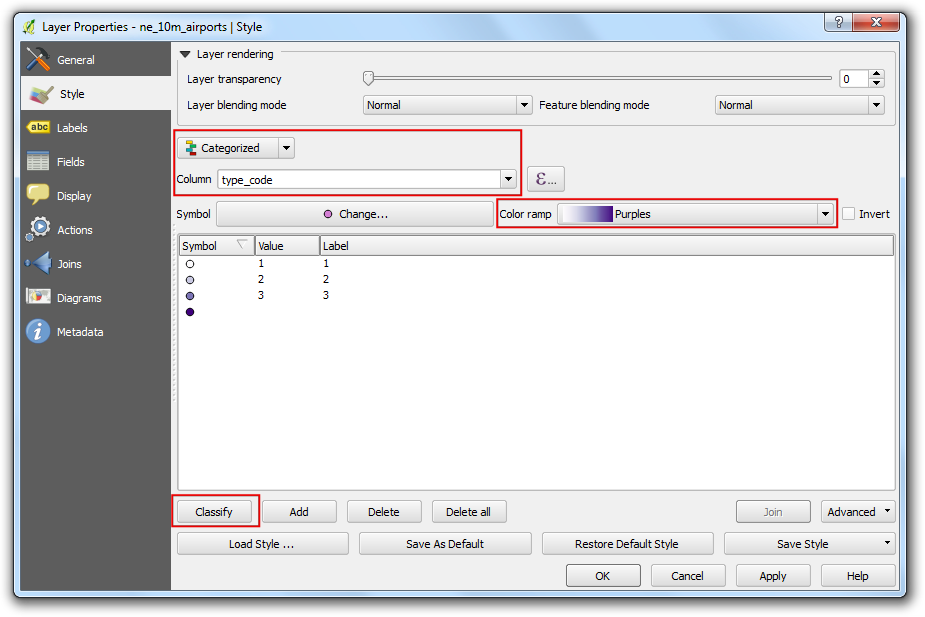 Layer Properties - ne_10m_airports | Style
?
General
Style
abc Labels
Fields
Display
Actions
Joins
Diagrams
i Metadata
Layer rendering
Layer transparency 0
Layer blending mode Normal Feature blending mode Normal
Categorized
Column type_code ε...
Symbol Change... Color ramp Purples Invert
Symbol Value Label
1 1
2 2
3 3
Classify Add Delete Delete all Join Advanced
Load Style ... Save As Default Restore Default Style Save Style
OK Cancel Apply Help